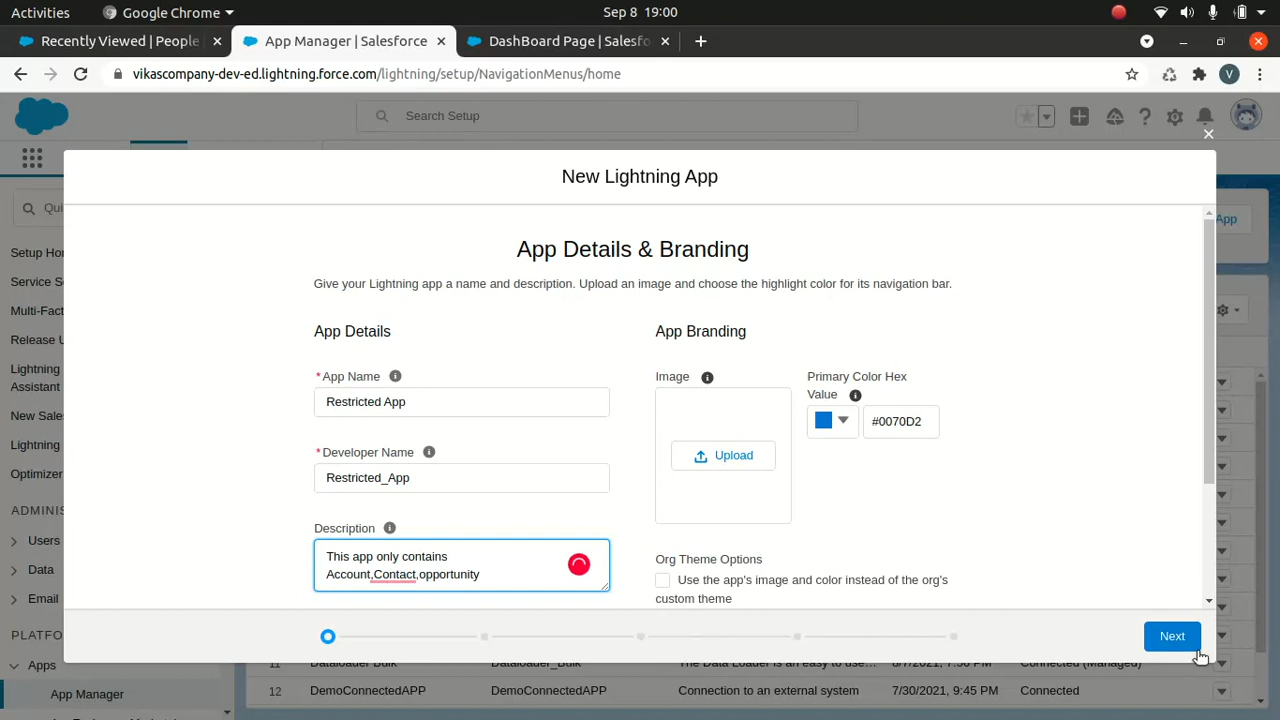 Activities
Google Chrome
Sep 8 19:00
Recently Viewed | People
App Manager | Salesforce
DashBoard Page | Salesfo
vikascompany-dev-ed.lightning.force.com/lightning/setup/NavigationMenus/home
V
Search Setup
New Lightning App
App
Setup Ho
Service S
Multi-Fact
Release U
Lightning
Assistant
New Sale
Lightning
Optimizer
ADMINIS
Users
Data
Email
PLATFO
Apps
App Manager
App Details & Branding
Give your Lightning app a name and description. Upload an image and choose the highlight color for its navigation bar.
App Details
*App Name
Restricted App
*Developer Name
Restricted_App
Description
This app only contains
Account,Contact,opportunity
App Branding
Image
Upload
Primary Color Hex
Value
#0070D2
Org Theme Options
Use the app's image and color instead of the org's
custom theme
Next
11 Dataloader Bulk Dataloader_Bulk The Data Loader is an easy to use... 8/7/2021, 7:56 PM Connected (Managed)
12 DemoConnectedAPP DemoConnectedAPP Connection to an external system 7/30/2021, 9:45 PM Connected